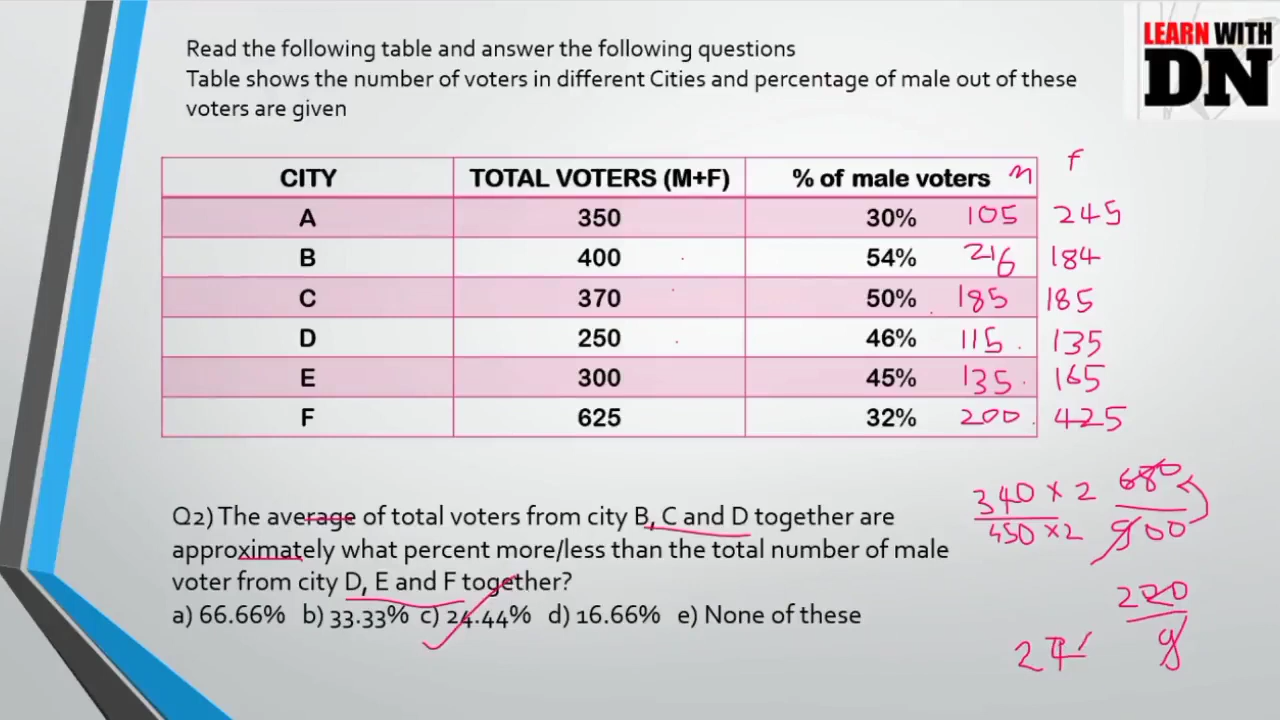 LEARN WITH
DN
Read the following table and answer the following questions
Table shows the number of voters in different Cities and percentage of male out of these
voters are given
CITY TOTAL VOTERS (M+F) % of male voters m f
A 350 30% 105 245
B 400 54% 216 184
C 370 50% 185 185
D 250 46% 115 135
E 300 45% 135 165
F 625 32% 200 425
340 × 2 680
450 × 2 900
Q2) The average of total voters from city B, C and D together are
approximately what percent more/less than the total number of male
voter from city D, E and F together?
220
9
a) 66.66% b) 33.33% c) 24.44% d) 16.66% e) None of these